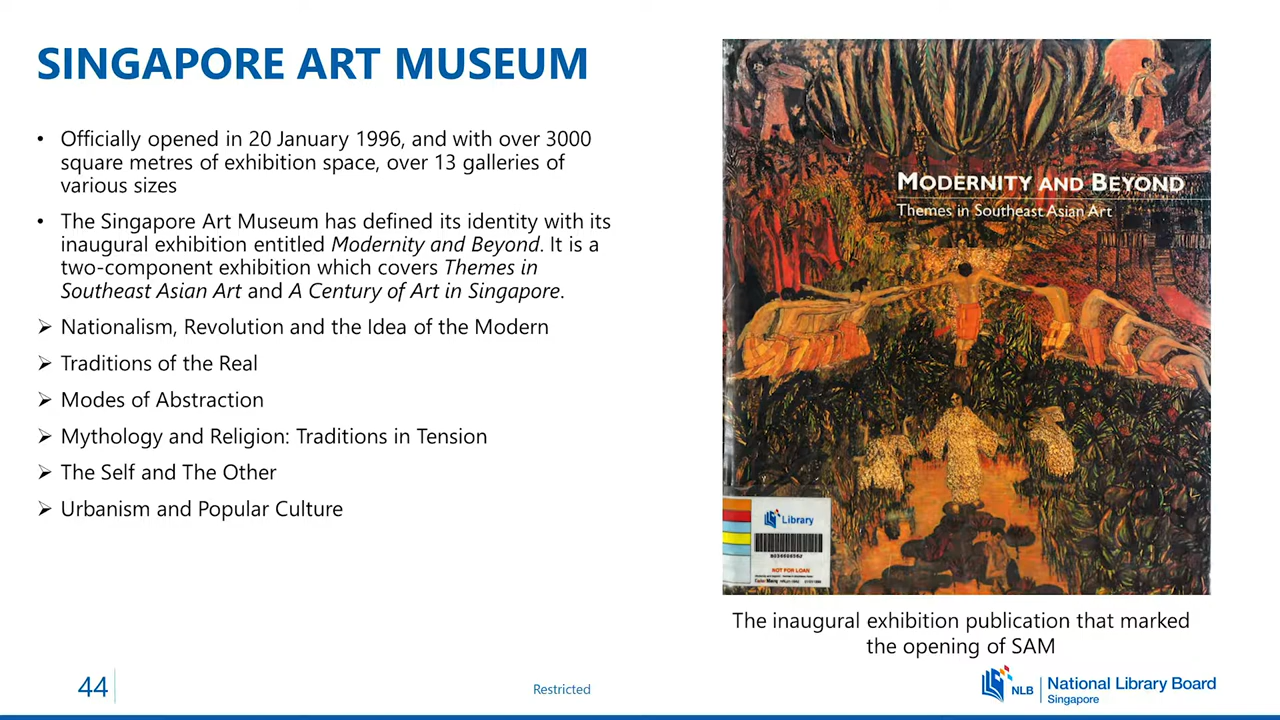 SINGAPORE ART MUSEUM
• Officially opened in 20 January 1996, and with over 3000
square metres of exhibition space, over 13 galleries of
various sizes
• The Singapore Art Museum has defined its identity with its
inaugural exhibition entitled Modernity and Beyond. It is a
two-component exhibition which covers Themes in
Southeast Asian Art and A Century of Art in Singapore.
➢ Nationalism, Revolution and the Idea of the Modern
➢ Traditions of the Real
➢ Modes of Abstraction
➢ Mythology and Religion: Traditions in Tension
➢ The Self and The Other
➢ Urbanism and Popular Culture
MODERNITY AND BEYOND
Themes in Southeast Asian Art
Library
NOT FOR LOAN
The inaugural exhibition publication that marked
the opening of SAM
44
Restricted
NLB
National Library Board
Singapore